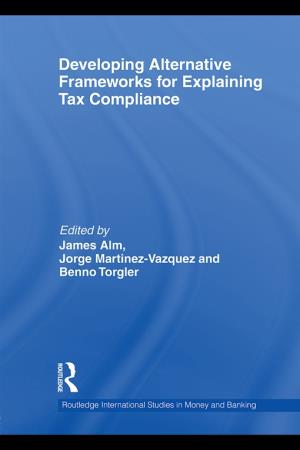 Developing Alternative
Frameworks for Explaining
Tax Compliance
Edited by
James Alm,
Jorge Martinez-Vazquez and
Benno Torgler
ROUTLEDGE
Routledge International Studies in Money and Banking